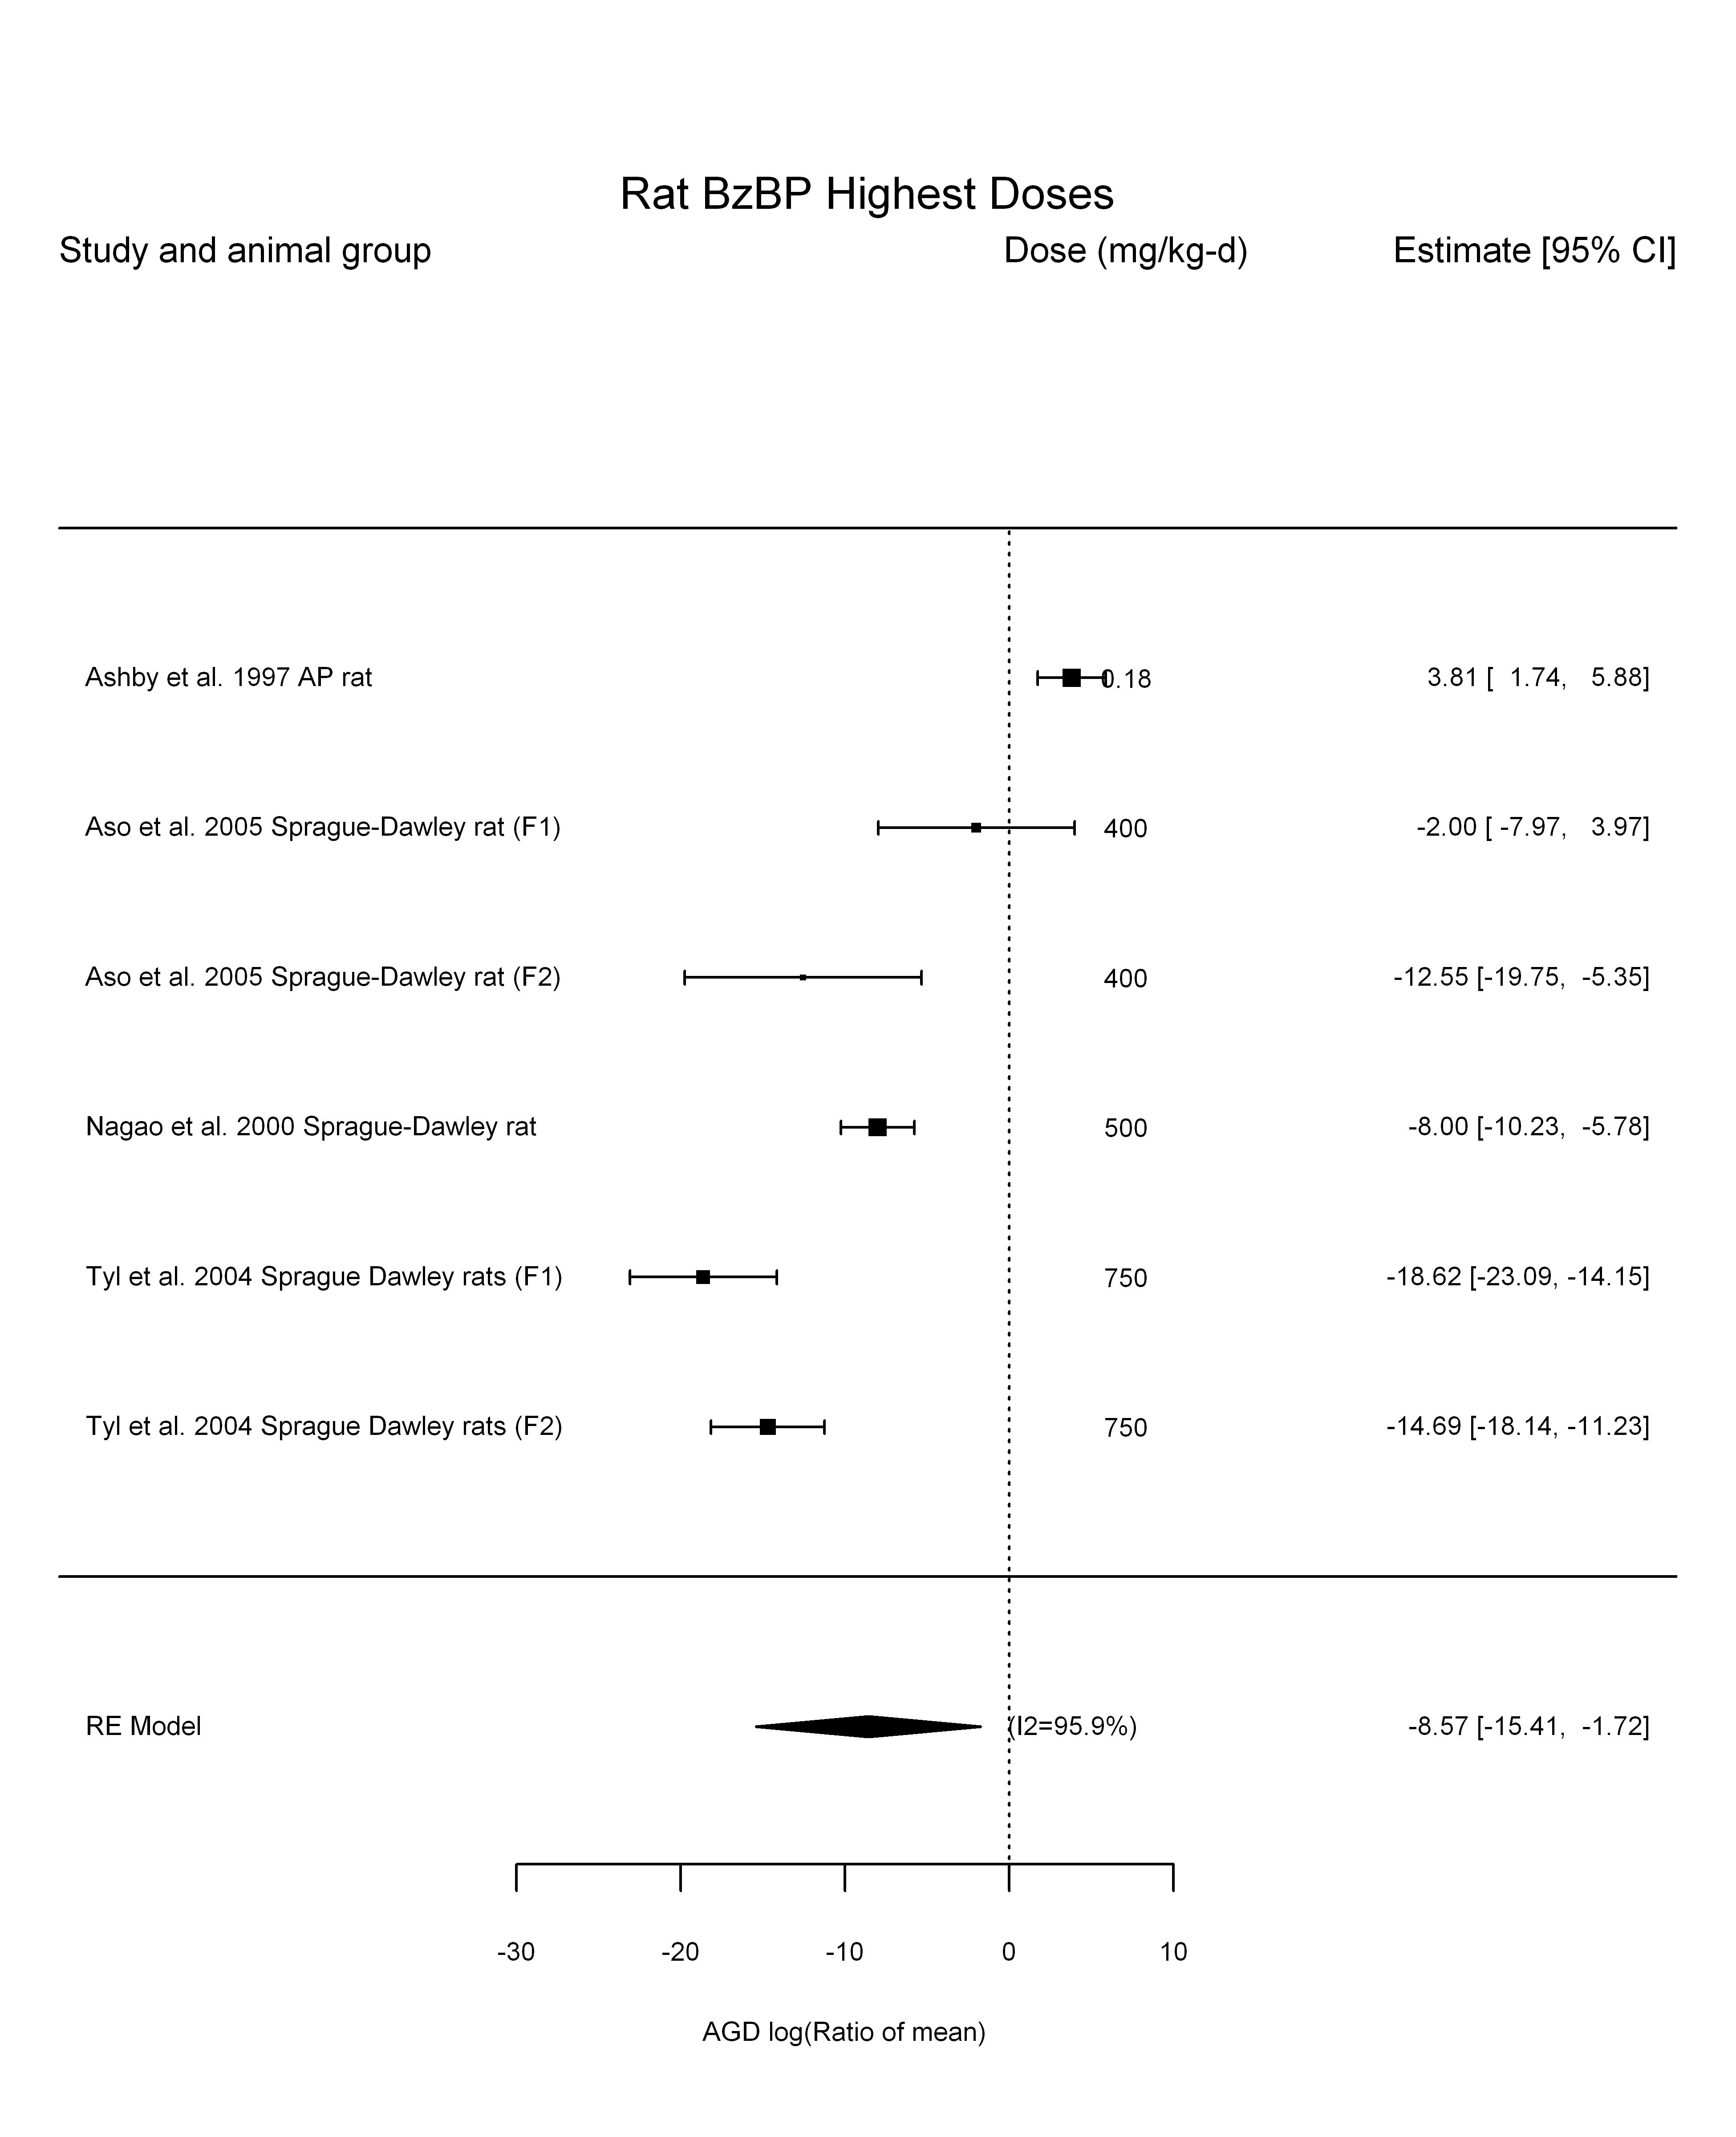 Rat BzBP Highest Doses
Study and animal group Dose (mg/kg-d) Estimate [95% CI]
Ashby et al. 1997 AP rat 0.18 3.81 [ 1.74, 5.88]
Aso et al. 2005 Sprague-Dawley rat (F1) 400 -2.00 [ -7.97, 3.97]
Aso et al. 2005 Sprague-Dawley rat (F2) 400 -12.55 [-19.75, -5.35]
Nagao et al. 2000 Sprague-Dawley rat 500 -8.00 [-10.23, -5.78]
Tyl et al. 2004 Sprague Dawley rats (F1) 750 -18.62 [-23.09, -14.15]
Tyl et al. 2004 Sprague Dawley rats (F2) 750 -14.69 [-18.14, -11.23]
RE Model (I2=95.9%) -8.57 [-15.41, -1.72]
-30 -20 -10 0 10
AGD log(Ratio of mean)